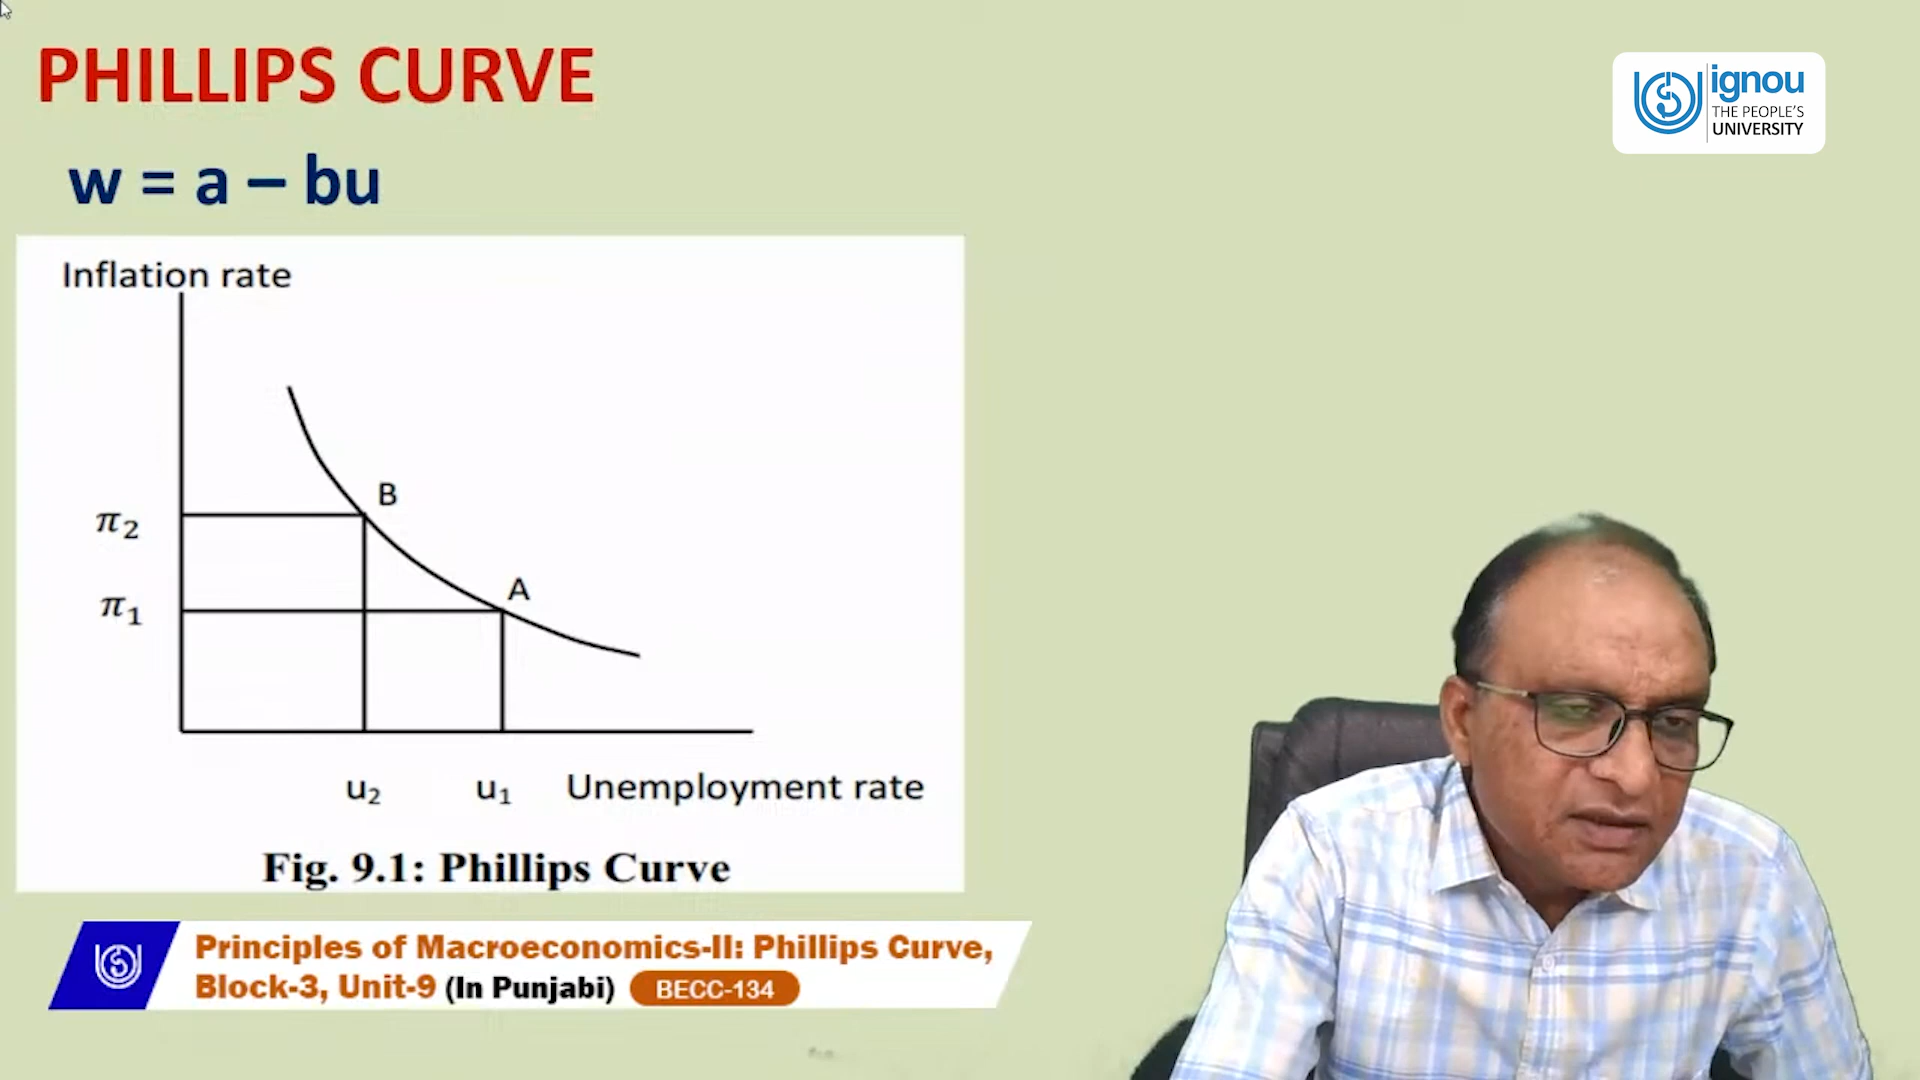 PHILLIPS CURVE
ignou
THE PEOPLE'S
UNIVERSITY
w = a – bu
Inflation rate
B
π₂
A
π₁
u₂ u₁ Unemployment rate
Fig. 9.1: Phillips Curve
Principles of Macroeconomics-II: Phillips Curve,
Block-3, Unit-9 (In Punjabi) BECC-134